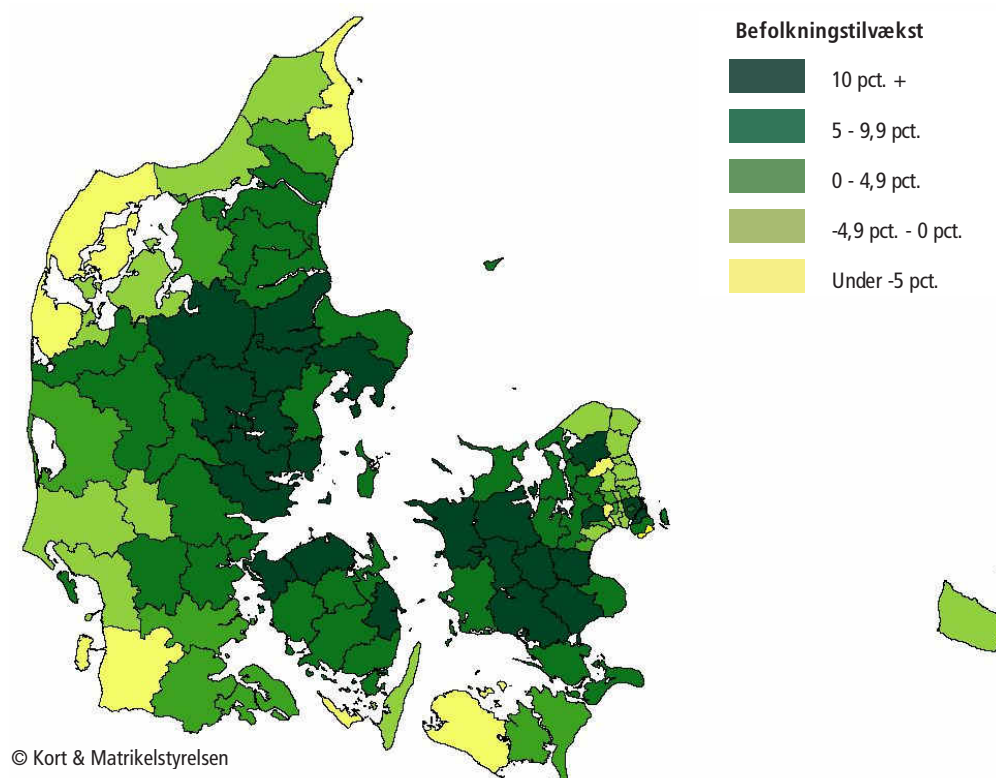 Befolkningstilvækst
10 pct. +
5 - 9,9 pct.
0 - 4,9 pct.
-4,9 pct. - 0 pct.
Under -5 pct.
© Kort & Matrikelstyrelsen